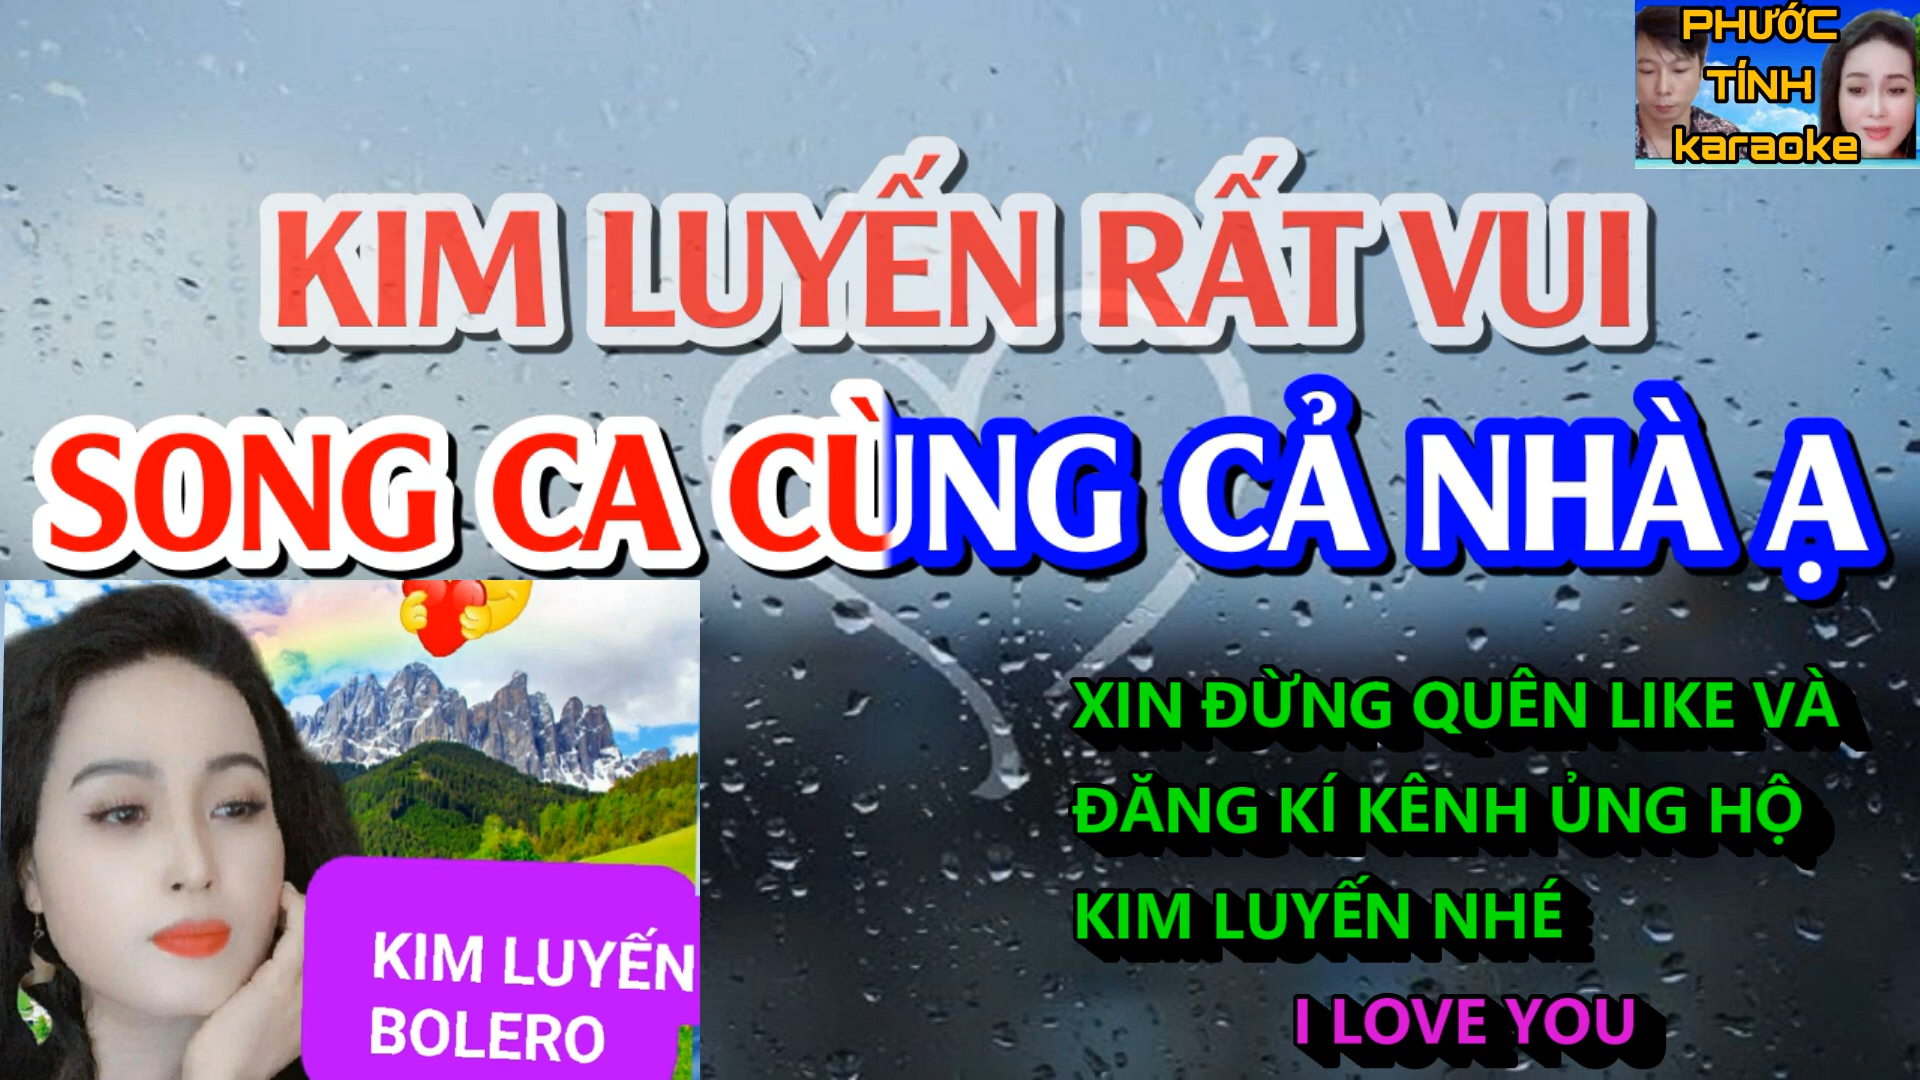 PHƯỚC
TÍNH
karaoke
KIM LUYẾN RẤT VUI
SONG CA CÙNG CẢ NHÀ Ạ
XIN ĐỪNG QUÊN LIKE VÀ
ĐĂNG KÍ KÊNH ỦNG HỘ
KIM LUYẾN NHÉ
I LOVE YOU
KIM LUYẾN
BOLERO